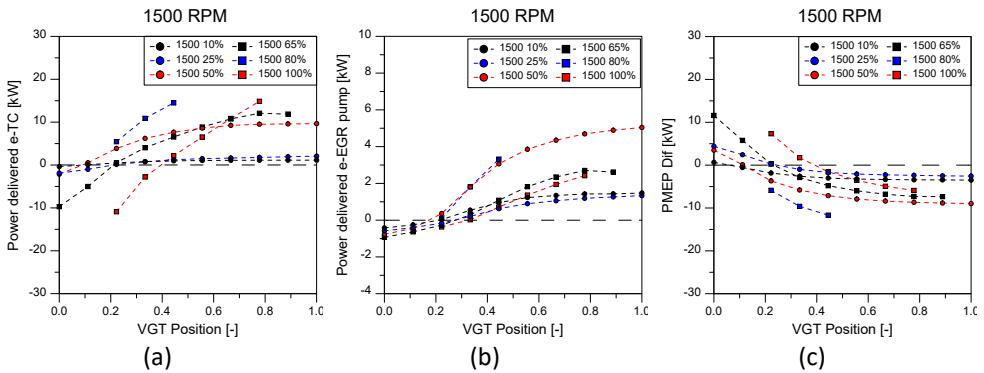 1500 RPM
30
20
10
0
-10
-20
-30
Power delivered e-TC [kW]
1500 10%
1500 25%
1500 50%
1500 65%
1500 80%
1500 100%
0.0 0.2 0.4 0.6 0.8 1.0
VGT Position [-]
(a)
1500 RPM
10
8
6
4
2
0
-2
-4
Power delivered e-EGR pump [kW]
1500 10%
1500 25%
1500 50%
1500 65%
1500 80%
1500 100%
0.0 0.2 0.4 0.6 0.8 1.0
VGT Position [-]
(b)
1500 RPM
30
20
10
0
-10
-20
-30
PMEP Dif [kW]
1500 10%
1500 25%
1500 50%
1500 65%
1500 80%
1500 100%
0.0 0.2 0.4 0.6 0.8 1.0
VGT Position [-]
(c)